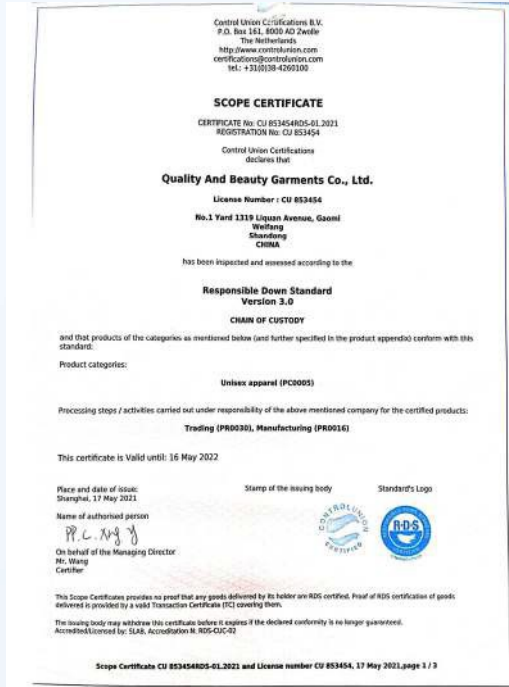 Control Union Certifications B.V.
P.O. Box 161, 8000 AD Zwolle
The Netherlands
http://www.controlunion.com
certifications@controlunion.com
tel.: +31(0)38-4260100
SCOPE CERTIFICATE
CERTIFICATE No: CU 853454RDS-01.2021
REGISTRATION No: CU 853454
Control Union Certifications
declares that
Quality And Beauty Garments Co., Ltd.
License Number : CU 853454
No.1 Yard 1319 Liquan Avenue, Gaomi
Weifang
Shandong
CHINA
has been inspected and assessed according to the
Responsible Down Standard
Version 3.0
CHAIN OF CUSTODY
and that products of the categories as mentioned below (and further specified in the product appendix) conform with this
standard:
Product categories:
Unisex apparel (PC0005)
Processing steps / activities carried out under responsibility of the above mentioned company for the certified products:
Trading (PR0030), Manufacturing (PR0016)
This certificate is Valid until: 16 May 2022
Place and date of issue:
Shanghai, 17 May 2021
Stamp of the issuing body
Standard's Logo
Name of authorised person
CONTROLUNION
CERTIFIED
R·D·S
On behalf of the Managing Director
Mr. Wang
Certifier
This Scope Certificates provides no proof that any goods delivered by its holder are RDS certified. Proof of RDS certification of goods
delivered is provided by a valid Transaction Certificate (TC) covering them.
The issuing body may withdraw this certificate before it expires if the declared conformity is no longer guaranteed.
Accredited/Licensed by: SLAB, Accreditation N: RDS-CUC-02
Scope Certificate CU 853454RDS-01.2021 and License number CU 853454, 17 May 2021,page 1 / 3